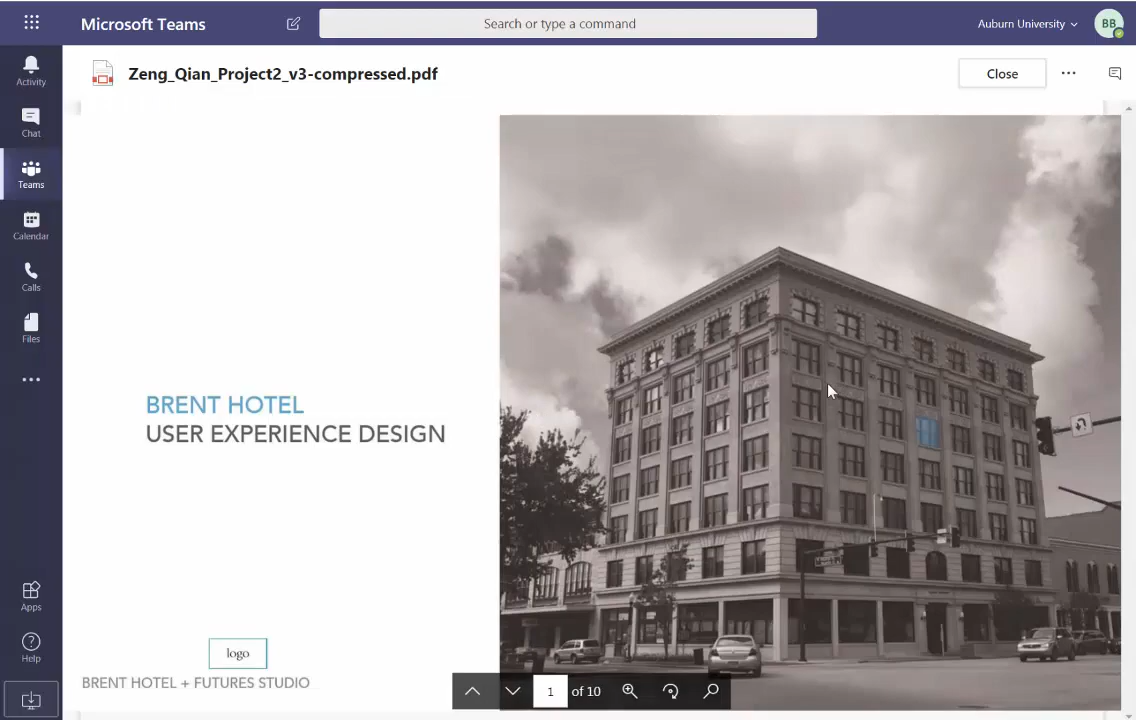 Microsoft Teams
Search or type a command
Auburn University
BB
Activity
Chat
Teams
Calendar
Calls
Files
Apps
Help
Zeng_Qian_Project2_v3-compressed.pdf
Close
BRENT HOTEL
USER EXPERIENCE DESIGN
logo
BRENT HOTEL + FUTURES STUDIO
1 of 10